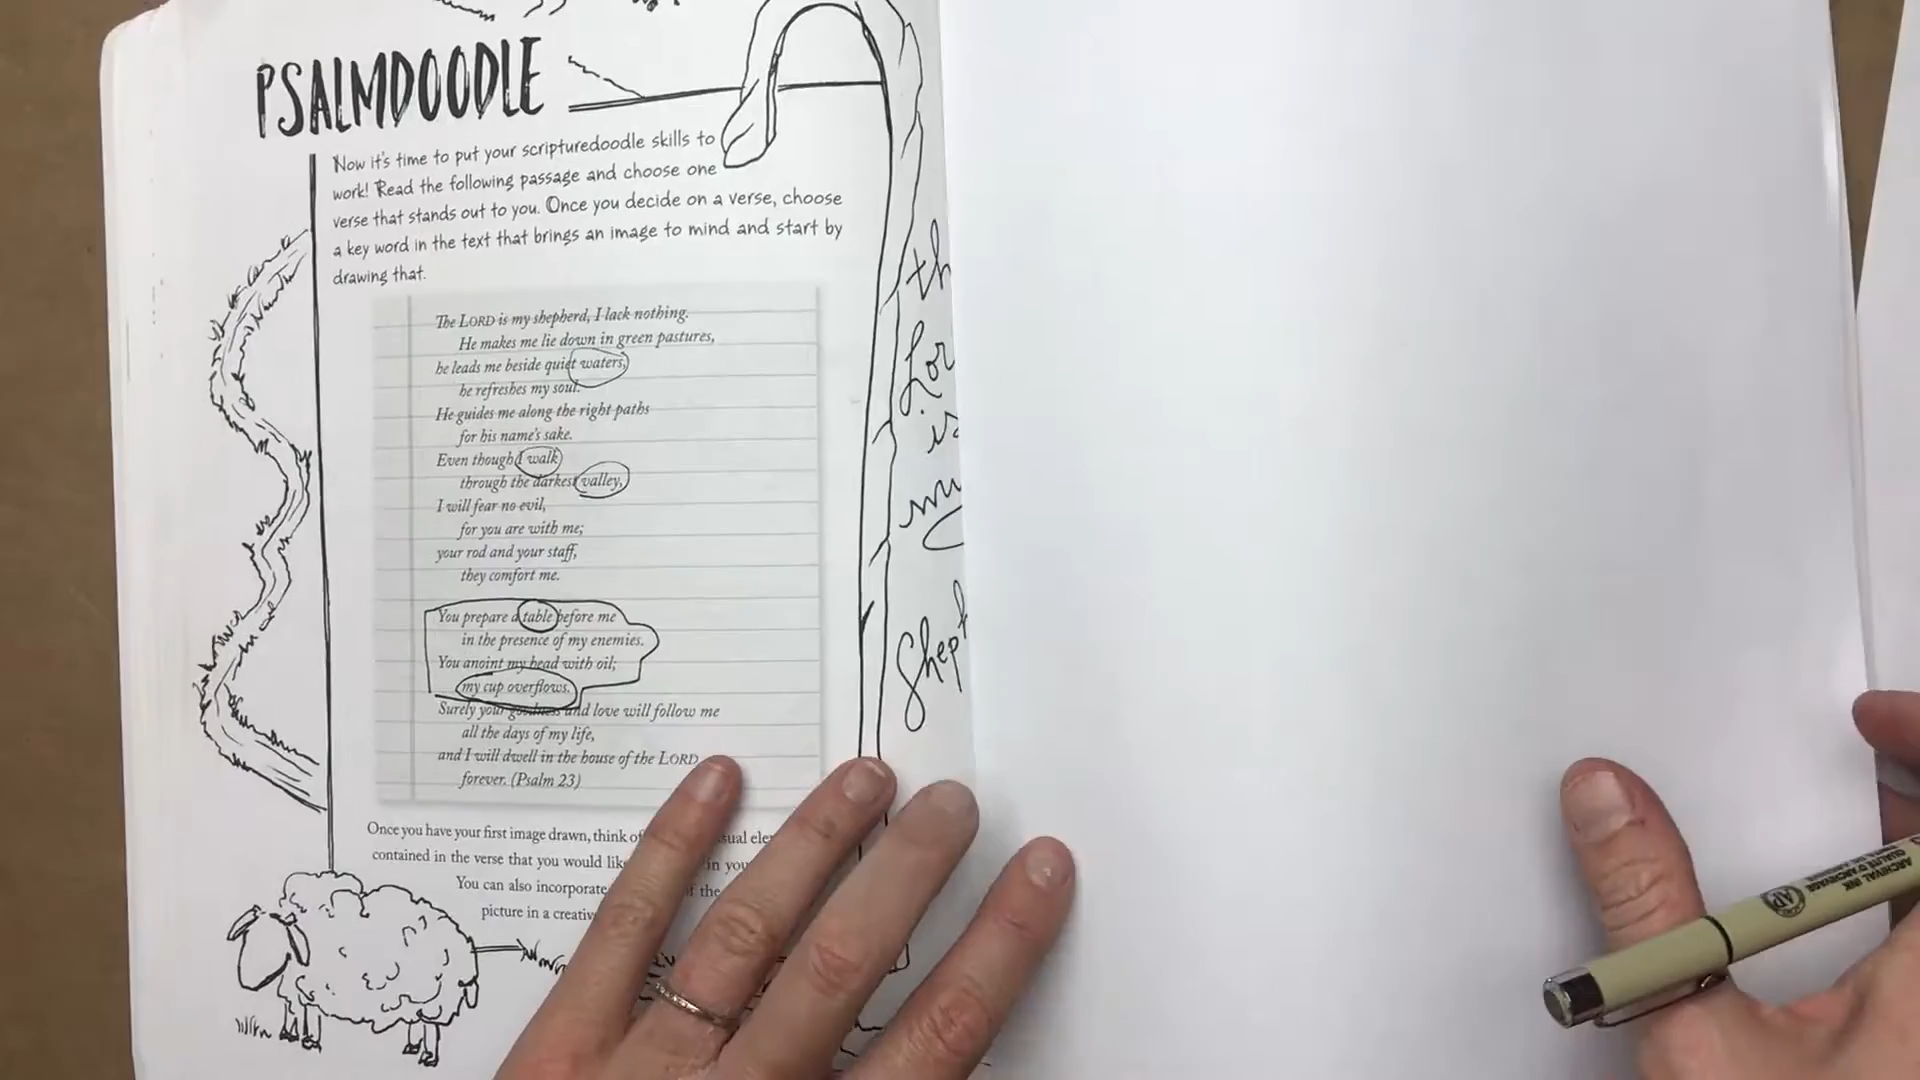 PSALMDOODLE
Now it's time to put your scripturedoodle skills to
work! Read the following passage and choose one
verse that stands out to you. Once you decide on a verse, choose
a key word in the text that brings an image to mind and start by
drawing that.
The LORD is my shepherd, I lack nothing.
He makes me lie down in green pastures,
he leads me beside quiet waters,
he refreshes my soul.
He guides me along the right paths
for his name's sake.
Even though I walk
through the darkest valley,
I will fear no evil,
for you are with me;
your rod and your staff,
they comfort me.
You prepare a table before me
in the presence of my enemies.
You anoint my head with oil;
my cup overflows.
Surely your goodness and love will follow me
all the days of my life,
and I will dwell in the house of the LORD
forever. (Psalm 23)
Once you have your first image drawn, think
contained in the verse that you would
You can also incorporate the
picture in a
is
ARCHIVAL INK